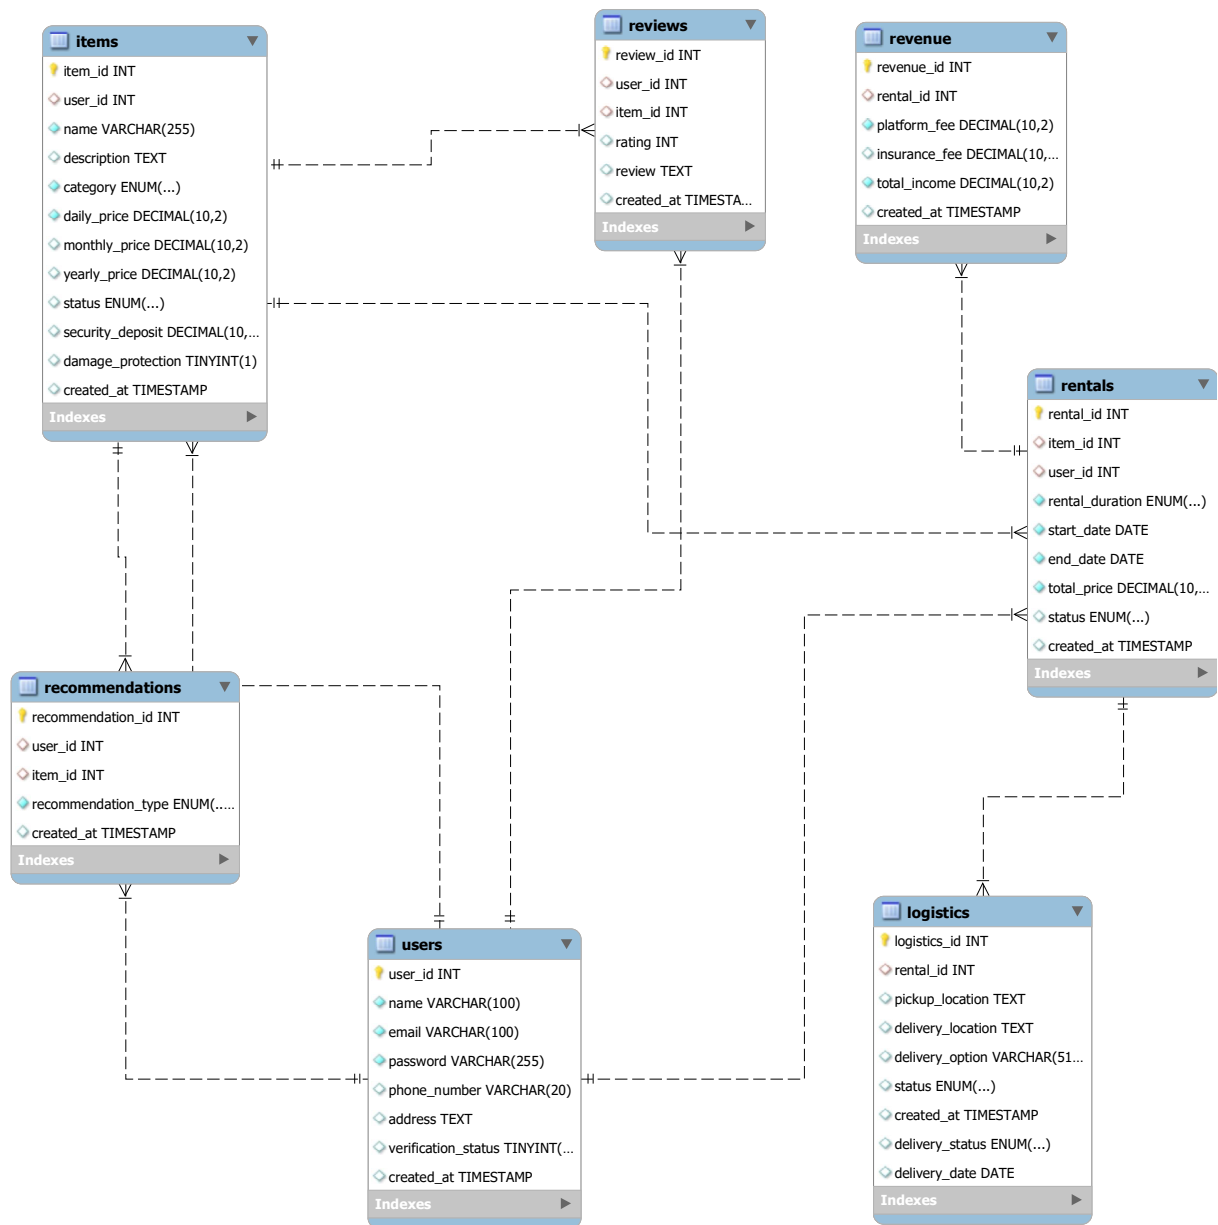 items
item_id INT
user_id INT
name VARCHAR(255)
description TEXT
category ENUM(...)
daily_price DECIMAL(10,2)
monthly_price DECIMAL(10,2)
yearly_price DECIMAL(10,2)
status ENUM(...)
security_deposit DECIMAL(10,...
damage_protection TINYINT(1)
created_at TIMESTAMP
Indexes
reviews
review_id INT
user_id INT
item_id INT
rating INT
review TEXT
created_at TIMESTA...
Indexes
revenue
revenue_id INT
rental_id INT
platform_fee DECIMAL(10,2)
insurance_fee DECIMAL(10,...
total_income DECIMAL(10,2)
created_at TIMESTAMP
Indexes
rentals
rental_id INT
item_id INT
user_id INT
rental_duration ENUM(...)
start_date DATE
end_date DATE
total_price DECIMAL(10,...
status ENUM(...)
created_at TIMESTAMP
Indexes
recommendations
recommendation_id INT
user_id INT
item_id INT
recommendation_type ENUM(.....
created_at TIMESTAMP
Indexes
users
user_id INT
name VARCHAR(100)
email VARCHAR(100)
password VARCHAR(255)
phone_number VARCHAR(20)
address TEXT
verification_status TINYINT(...
created_at TIMESTAMP
Indexes
logistics
logistics_id INT
rental_id INT
pickup_location TEXT
delivery_location TEXT
delivery_option VARCHAR(51...
status ENUM(...)
created_at TIMESTAMP
delivery_status ENUM(...)
delivery_date DATE
Indexes